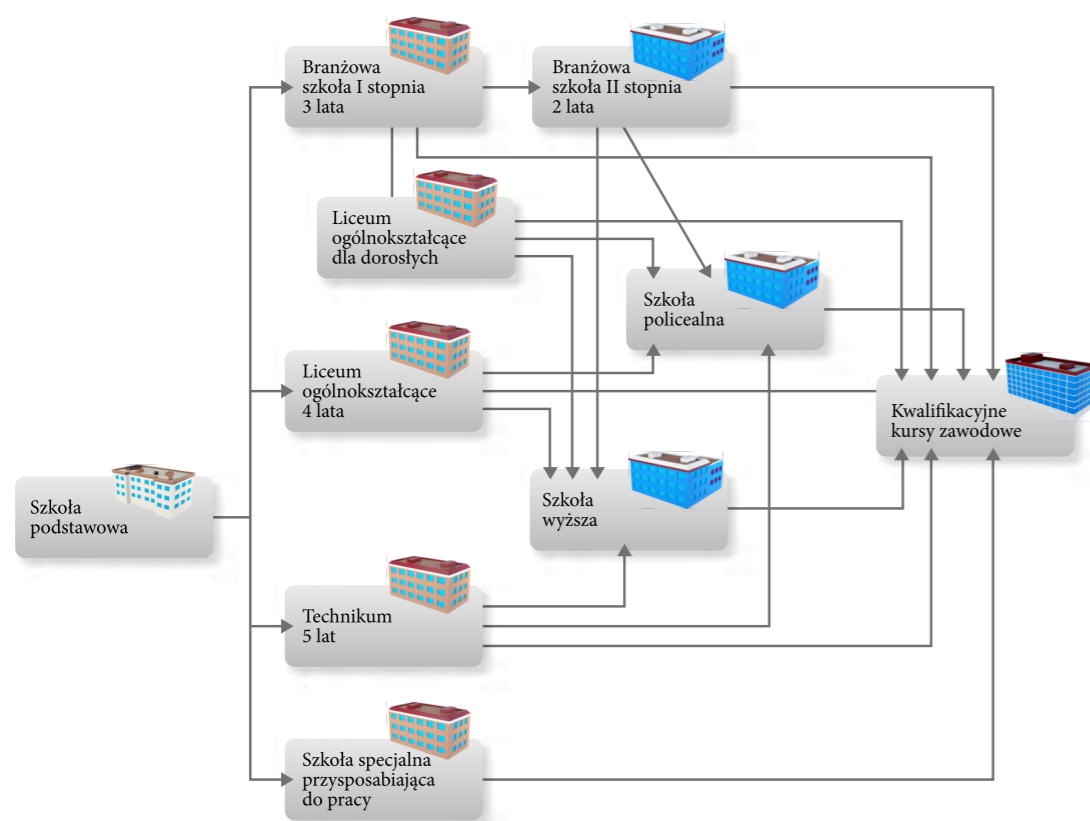 Branżowa
szkoła I stopnia
3 lata
Branżowa
szkoła II stopnia
2 lata
Liceum
ogólnokształcące
dla dorosłych
Szkoła
policealna
Liceum
ogólnokształcące
4 lata
Kwalifikacyjne
kursy zawodowe
Szkoła
podstawowa
Szkoła
wyższa
Technikum
5 lat
Szkoła specjalna
przysposabiająca
do pracy